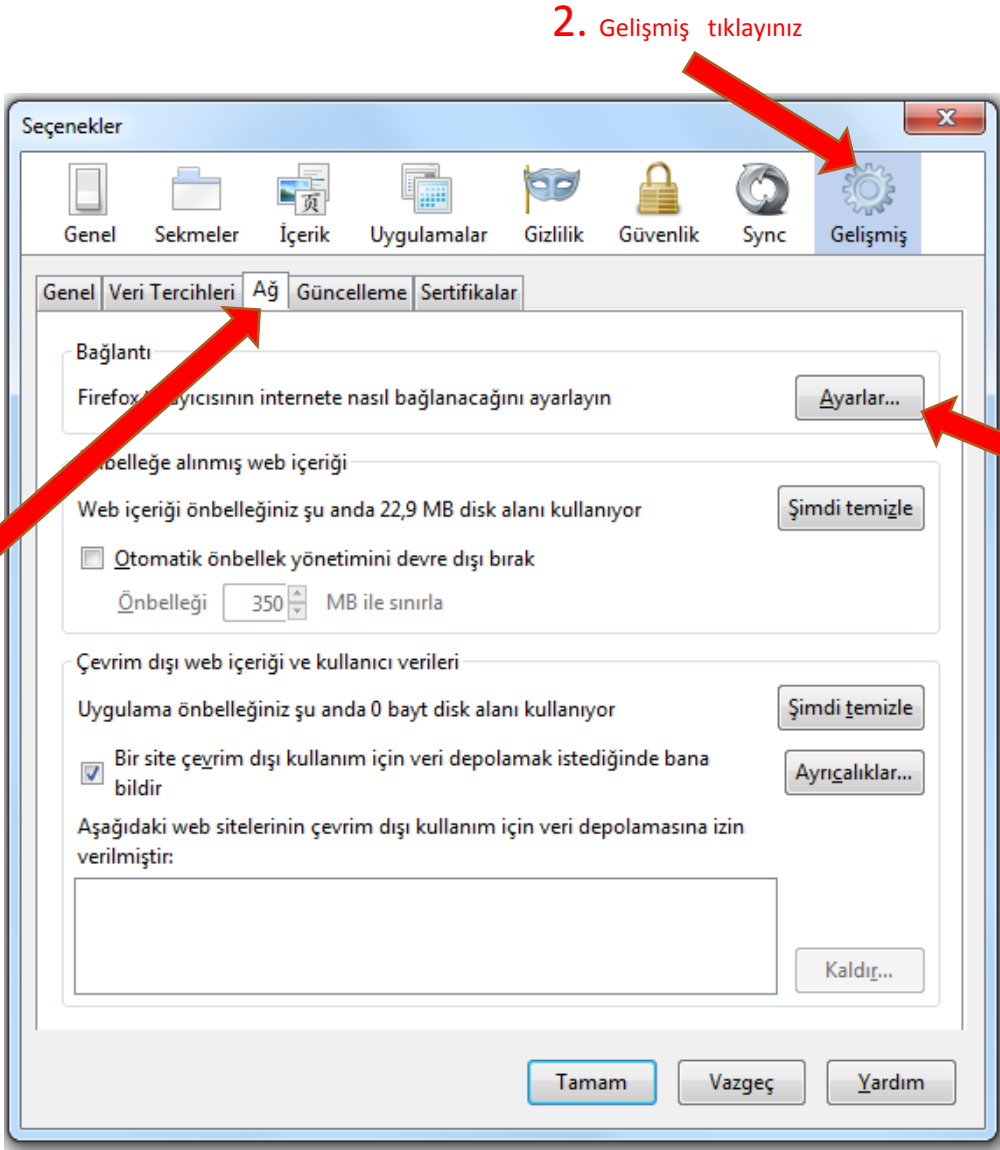 2. Gelişmiş tıklayınız
Seçenekler
Genel Sekmeler İçerik Uygulamalar Gizlilik Güvenlik Sync Gelişmiş
Genel Veri Tercihleri Ağ Güncelleme Sertifikalar
Bağlantı
Firefox internete nasıl bağlanacağını ayarlayın Ayarlar...
alınmış web içeriği
Web içeriği önbelleğiniz şu anda 22,9 MB disk alanı kullanıyor Şimdi temizle
Otomatik önbellek yönetimini devre dışı bırak
Önbelleği 350 MB ile sınırla
Çevrim dışı web içeriği ve kullanıcı verileri
Uygulama önbelleğiniz şu anda 0 bayt disk alanı kullanıyor Şimdi temizle
Bir site çevrim dışı kullanım için veri depolamak istediğinde bana
bildir
Ayrıcalıklar...
Aşağıdaki web sitelerinin çevrim dışı kullanım için veri depolamasına izin
verilmiştir:
Kaldır...
Tamam Vazgeç Yardım